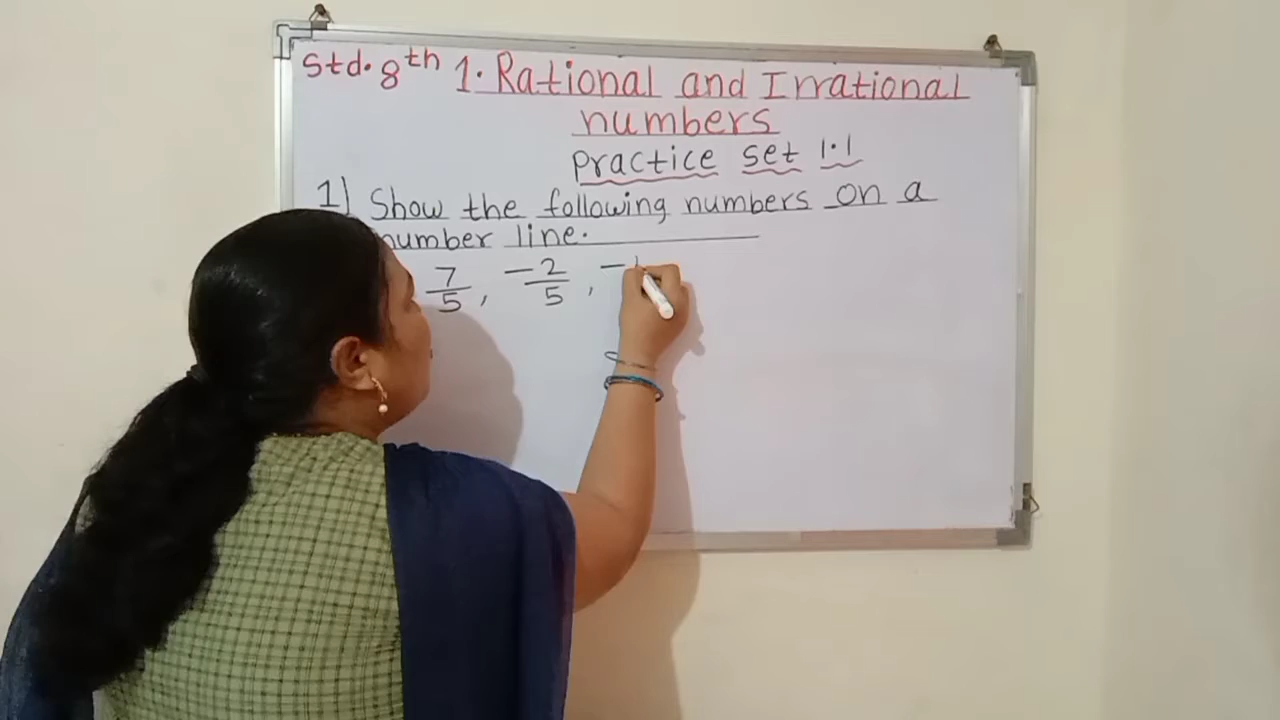 Std. 8th 1. Rational and Irrational
numbers
Practice set 1.1
1) Show the following numbers on a
number line.
7/5, -2/5, -